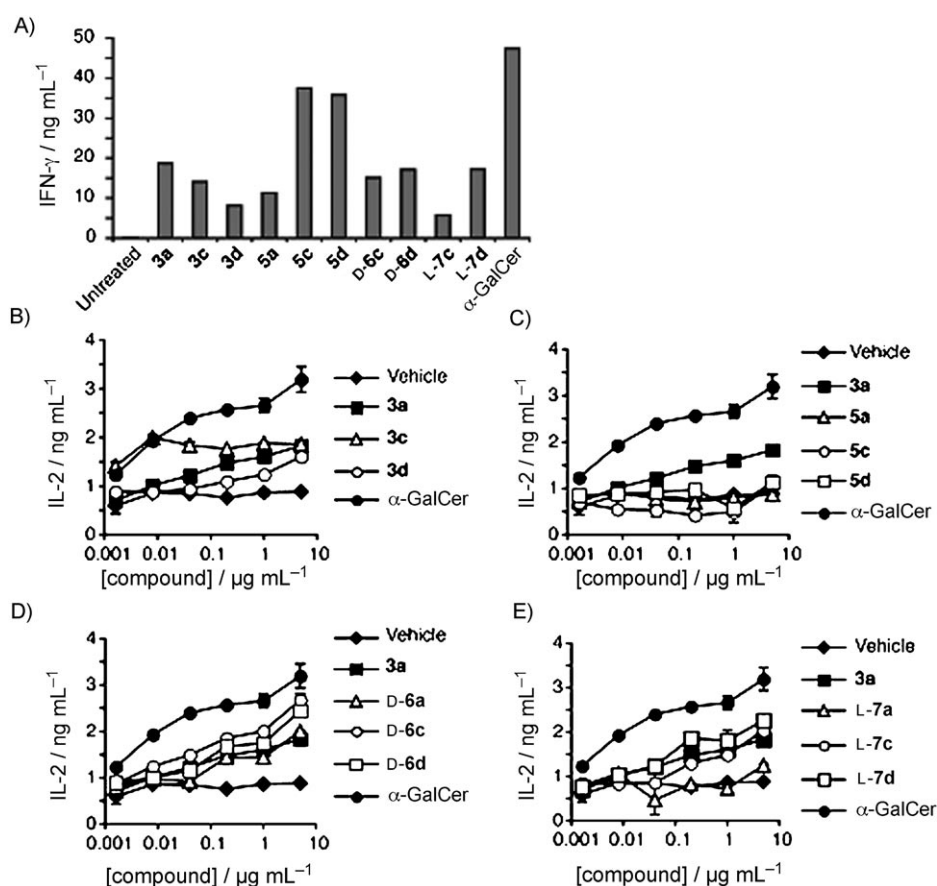 A)
IFN-γ / ng mL⁻¹
50
40
30
20
10
0
Untreated 3a 3c 3d 5a 5c 5d D-6c D-6d L-7c L-7d α-GalCer
B)
IL-2 / ng mL⁻¹
4
3
2
1
0
0.001 0.01 0.1 1 10
[compound] / µg mL⁻¹
Vehicle
3a
3c
3d
α-GalCer
C)
IL-2 / ng mL⁻¹
4
3
2
1
0
0.001 0.01 0.1 1 10
[compound] / µg mL⁻¹
Vehicle
3a
5a
5c
5d
α-GalCer
D)
IL-2 / ng mL⁻¹
4
3
2
1
0
0.001 0.01 0.1 1 10
[compound] / µg mL⁻¹
Vehicle
3a
D-6a
D-6c
D-6d
α-GalCer
E)
IL-2 / ng mL⁻¹
4
3
2
1
0
0.001 0.01 0.1 1 10
[compound] / µg mL⁻¹
Vehicle
3a
L-7a
L-7c
L-7d
α-GalCer